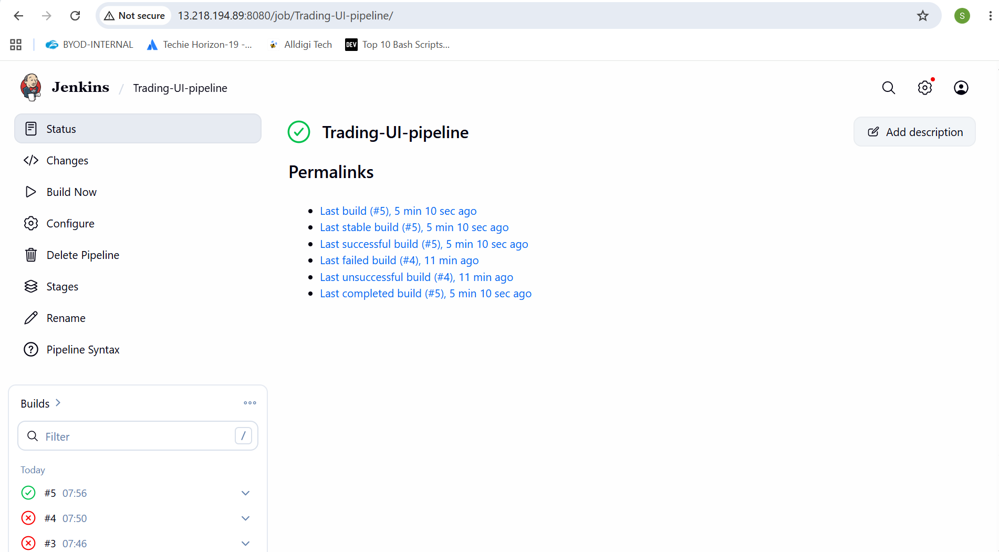 Not secure 13.218.194.89:8080/job/Trading-UI-pipeline/
S
BYOD-INTERNAL Techie Horizon-19 -... Alldigi Tech DEV Top 10 Bash Scripts...
Jenkins / Trading-UI-pipeline
Status
Changes
Build Now
Configure
Delete Pipeline
Stages
Rename
Pipeline Syntax
Builds
Filter /
Today
#5 07:56
#4 07:50
#3 07:46
Trading-UI-pipeline
Add description
Permalinks
Last build (#5), 5 min 10 sec ago
Last stable build (#5), 5 min 10 sec ago
Last successful build (#5), 5 min 10 sec ago
Last failed build (#4), 11 min ago
Last unsuccessful build (#4), 11 min ago
Last completed build (#5), 5 min 10 sec ago